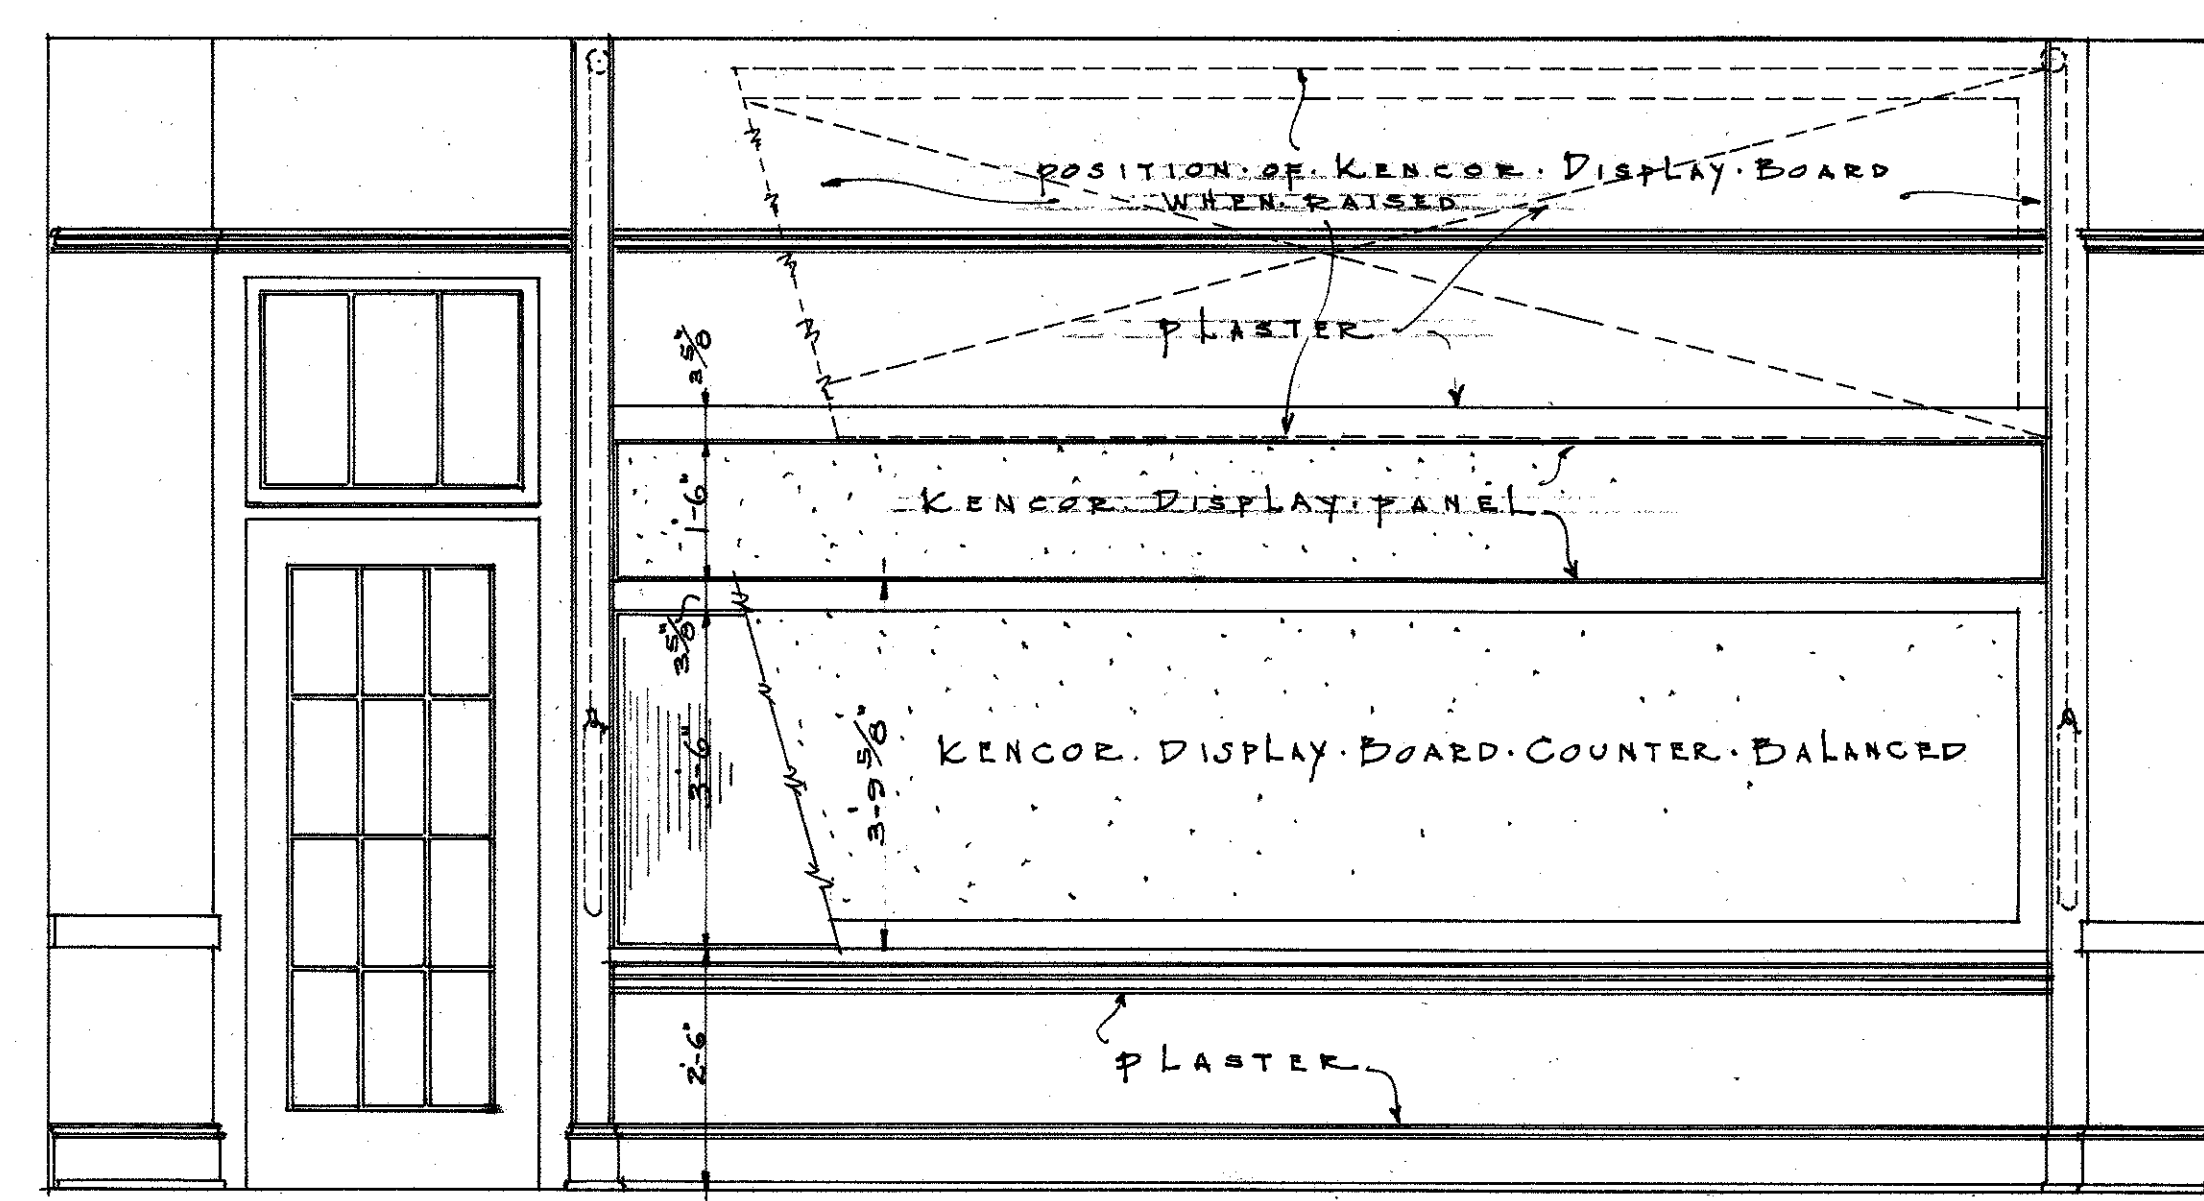 POSITION·OF·KENCOR·DISPLAY·BOARD
WHEN·RAISED
PLASTER
3 5/8"
KENCOR·DISPLAY·PANEL
1'-6"
3 5/8"
3'-6"
3'-9 5/8"
KENCOR·DISPLAY·BOARD·COUNTER·BALANCED
2'-6"
PLASTER